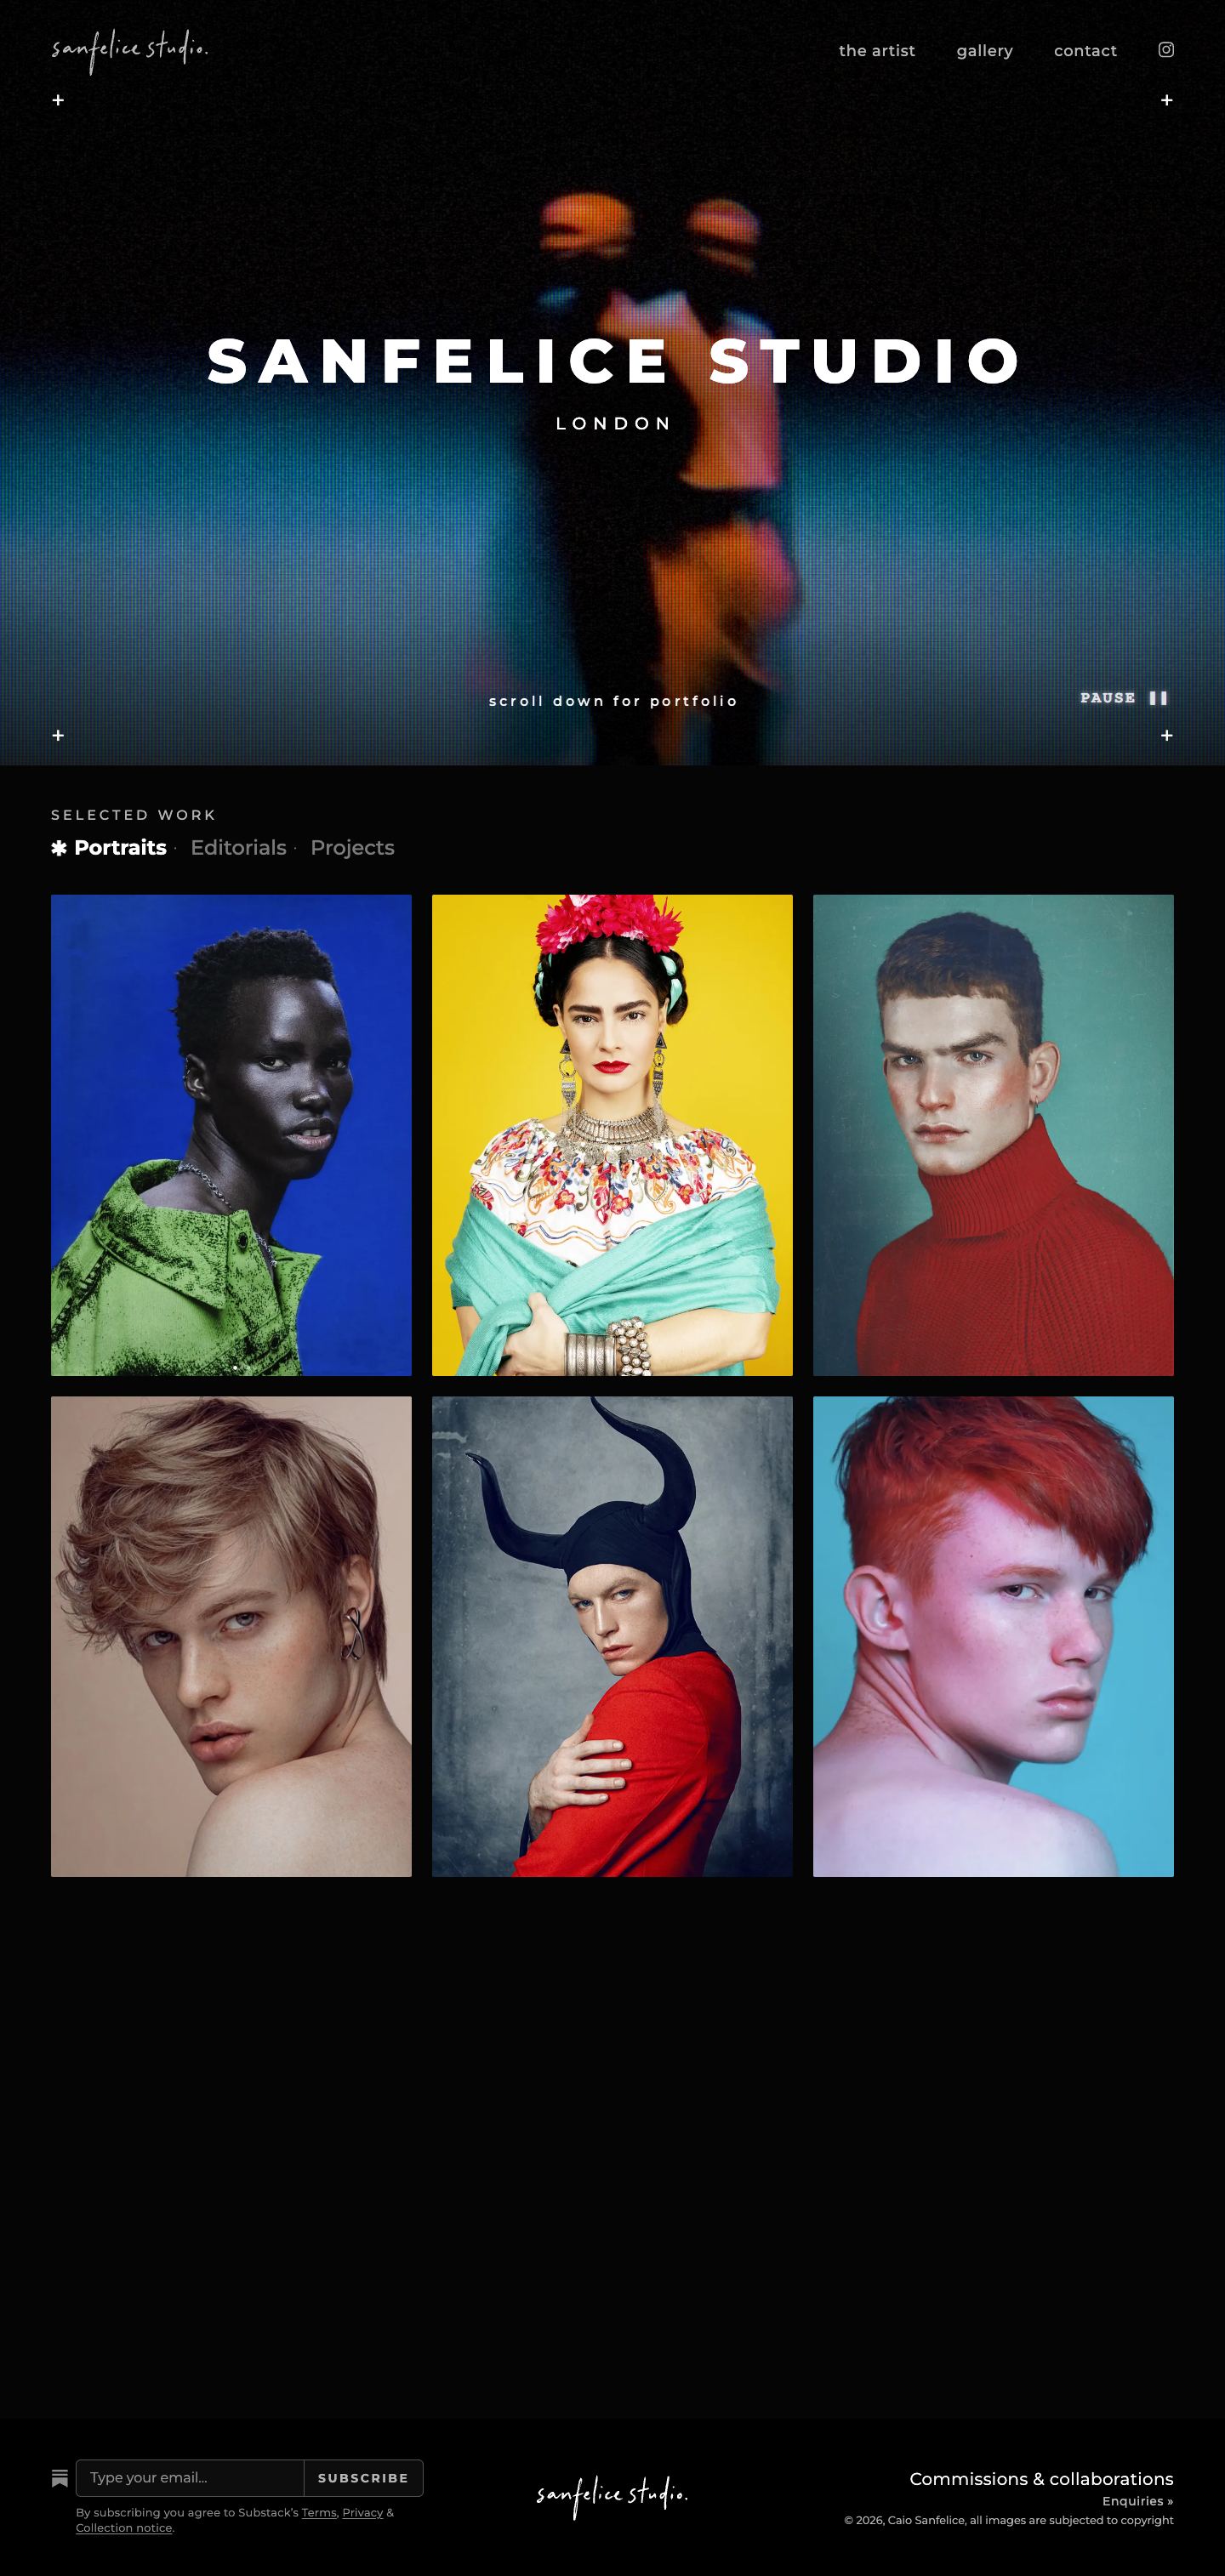 sanfelice studio.
the artist gallery contact
SANFELICE STUDIO
LONDON
scroll down for portfolio
PAUSE
SELECTED WORK
✱ Portraits · Editorials · Projects
Type your email... SUBSCRIBE
By subscribing you agree to Substack's Terms, Privacy &
Collection notice.
sanfelice studio.
Commissions & collaborations
Enquiries »
© 2026, Caio Sanfelice, all images are subjected to copyright